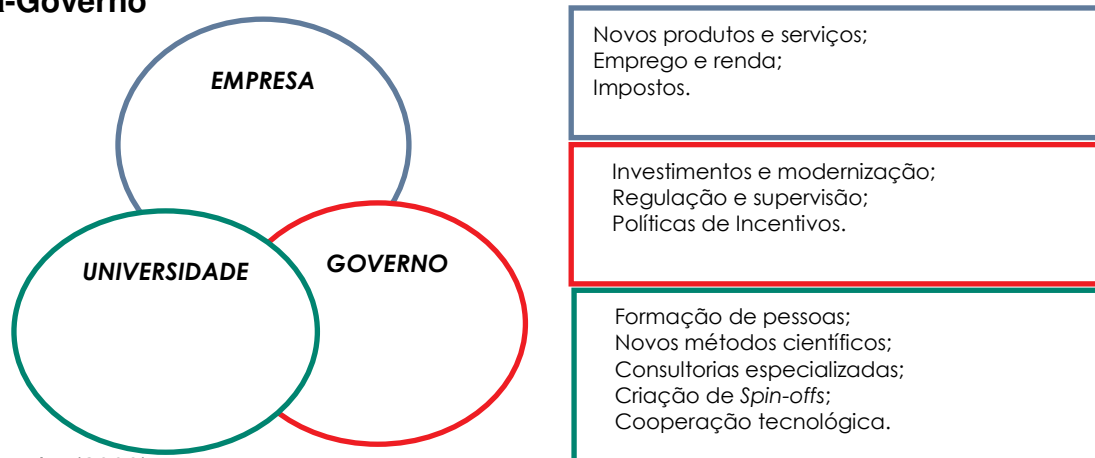 a-Governo
EMPRESA
UNIVERSIDADE
GOVERNO
Novos produtos e serviços;
Emprego e renda;
Impostos.
Investimentos e modernização;
Regulação e supervisão;
Políticas de Incentivos.
Formação de pessoas;
Novos métodos científicos;
Consultorias especializadas;
Criação de Spin-offs;
Cooperação tecnológica.